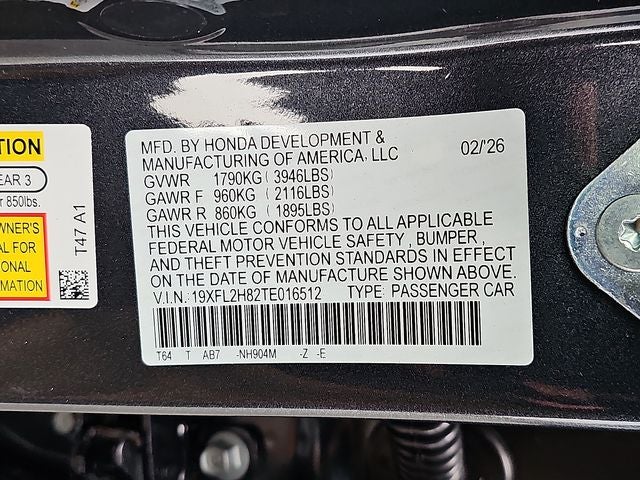 TION
EAR 3
r 850lbs.
WNER'S
AL FOR
ONAL
RMATION
T47 A1
MFD. BY HONDA DEVELOPMENT &
MANUFACTURING OF AMERICA, LLC 02/'26
GVWR 1790KG (3946LBS)
GAWR F 960KG (2116LBS)
GAWR R 860KG (1895LBS)
THIS VEHICLE CONFORMS TO ALL APPLICABLE
FEDERAL MOTOR VEHICLE SAFETY, BUMPER,
AND THEFT PREVENTION STANDARDS IN EFFECT
ON THE DATE OF MANUFACTURE SHOWN ABOVE.
V.I.N.:19XFL2H82TE016512 TYPE: PASSENGER CAR
T64 T AB7 -NH904M -Z -E